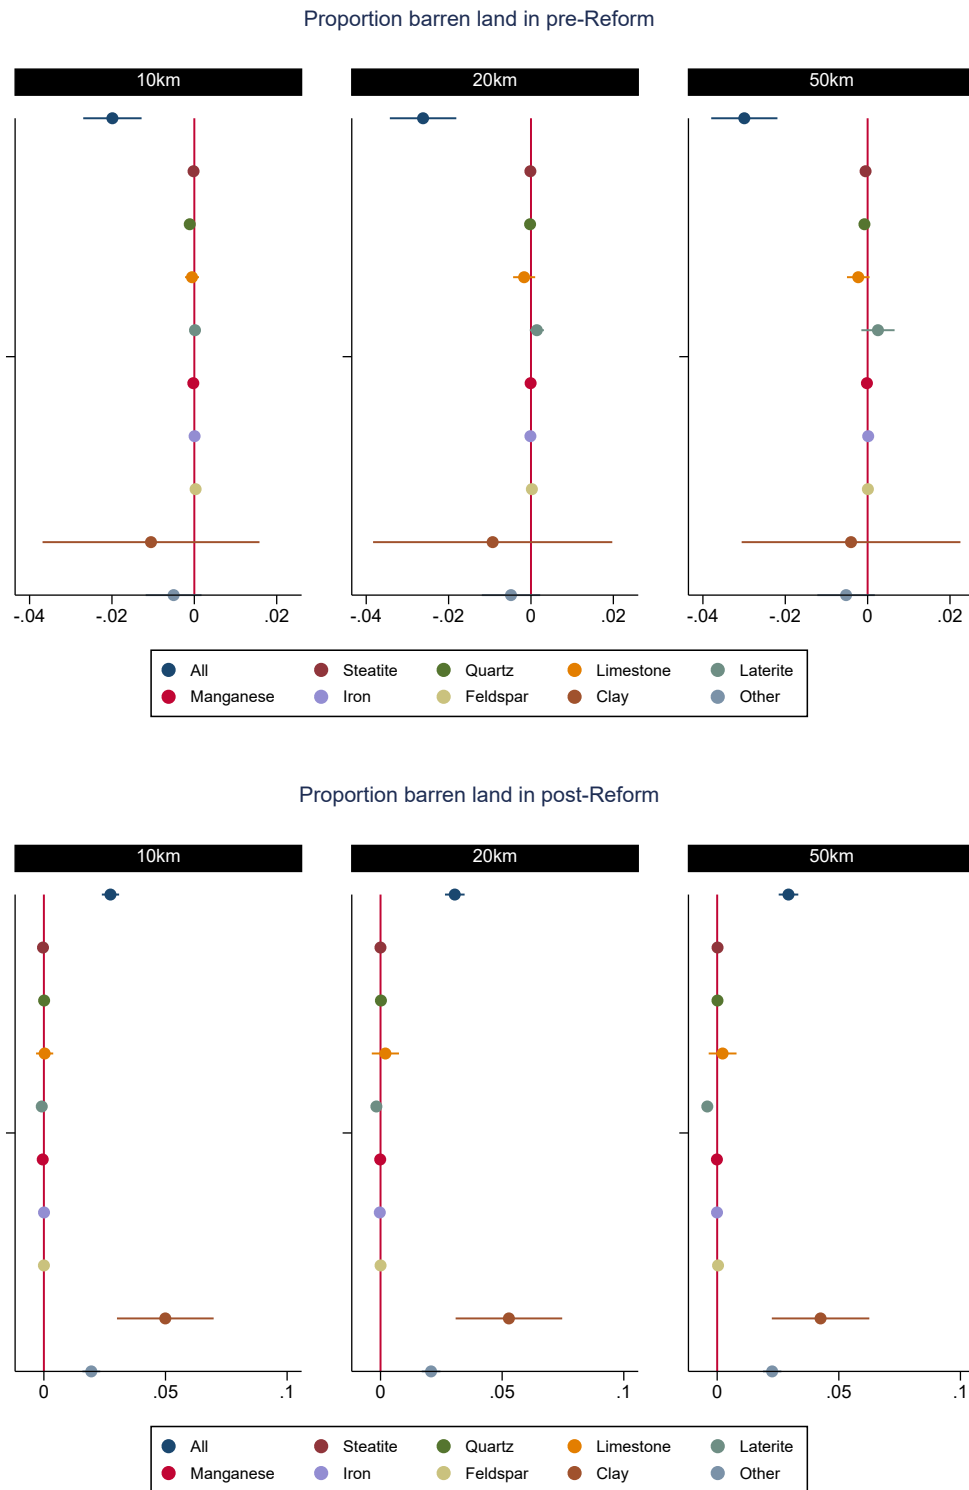 Proportion barren land in pre-Reform
10km 20km 50km
-.04 -.02 0 .02 -.04 -.02 0 .02 -.04 -.02 0 .02
All Steatite Quartz Limestone Laterite
Manganese Iron Feldspar Clay Other
Proportion barren land in post-Reform
10km 20km 50km
0 .05 .1 0 .05 .1 0 .05 .1
All Steatite Quartz Limestone Laterite
Manganese Iron Feldspar Clay Other